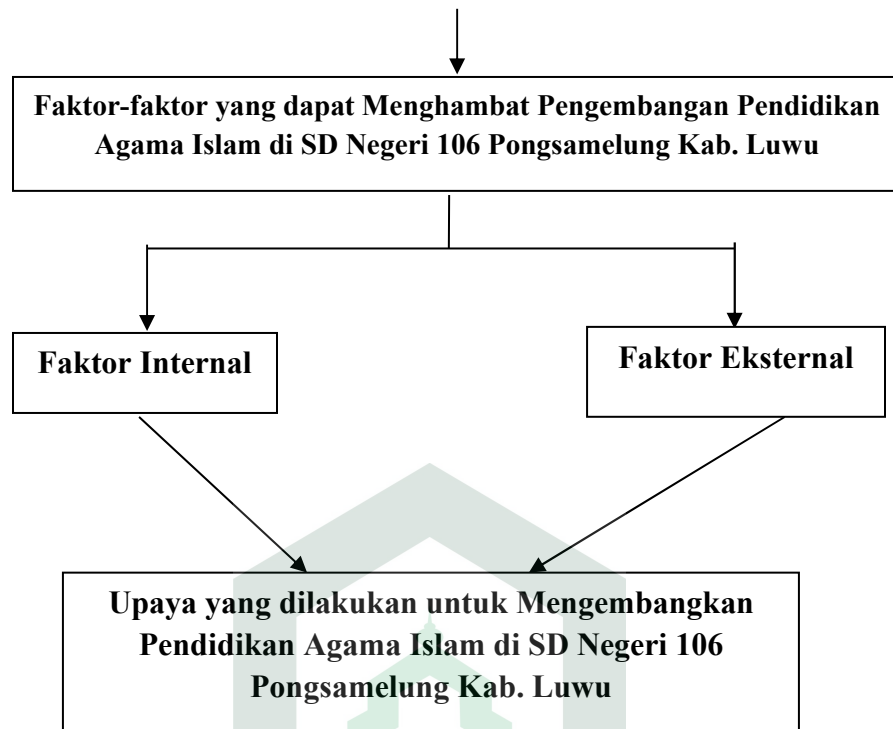 Faktor-faktor yang dapat Menghambat Pengembangan Pendidikan
Agama Islam di SD Negeri 106 Pongsamelung Kab. Luwu
Faktor Internal
Faktor Eksternal
Upaya yang dilakukan untuk Mengembangkan
Pendidikan Agama Islam di SD Negeri 106
Pongsamelung Kab. Luwu